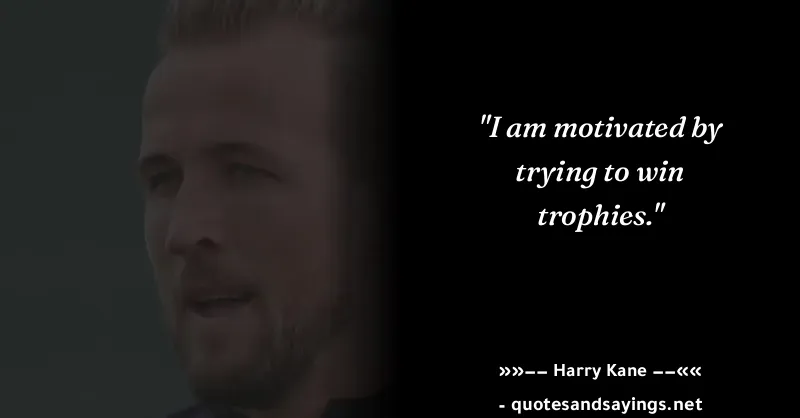 "I am motivated by
trying to win
trophies."
»»−− Harry Kane −−««
- quotesandsayings.net